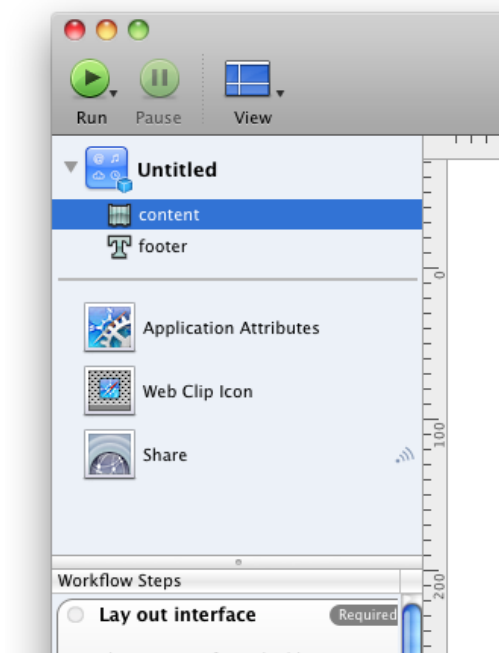 Run Pause View
Untitled
content
footer
Application Attributes
Web Clip Icon
Share
0
100
200
Workflow Steps
Lay out interface Required